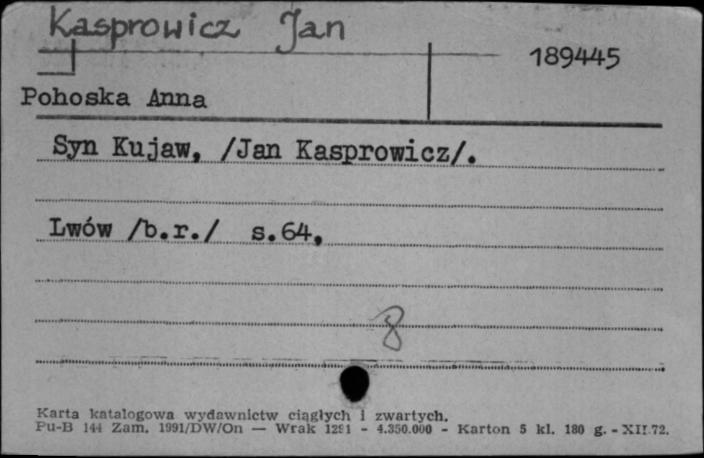 Kasprowicz Jan
189445
Pohoska Anna
Syn Kujaw, /Jan Kasprowicz/.
Lwów /b.r./ s.64,
8
Karta katalogowa wydawnictw ciągłych i zwartych.
Pu-B 144 Zam. 1991/DW/On — Wrak 1291 - 4.350.000 - Karton 5 kl. 180 g. - XII.72.